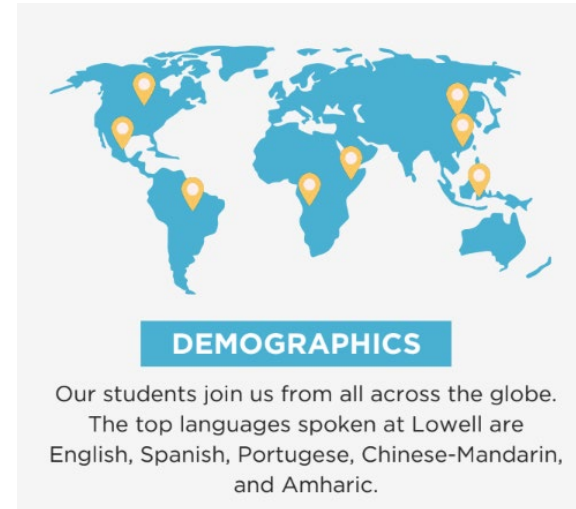 DEMOGRAPHICS
Our students join us from all across the globe.
The top languages spoken at Lowell are
English, Spanish, Portugese, Chinese-Mandarin,
and Amharic.